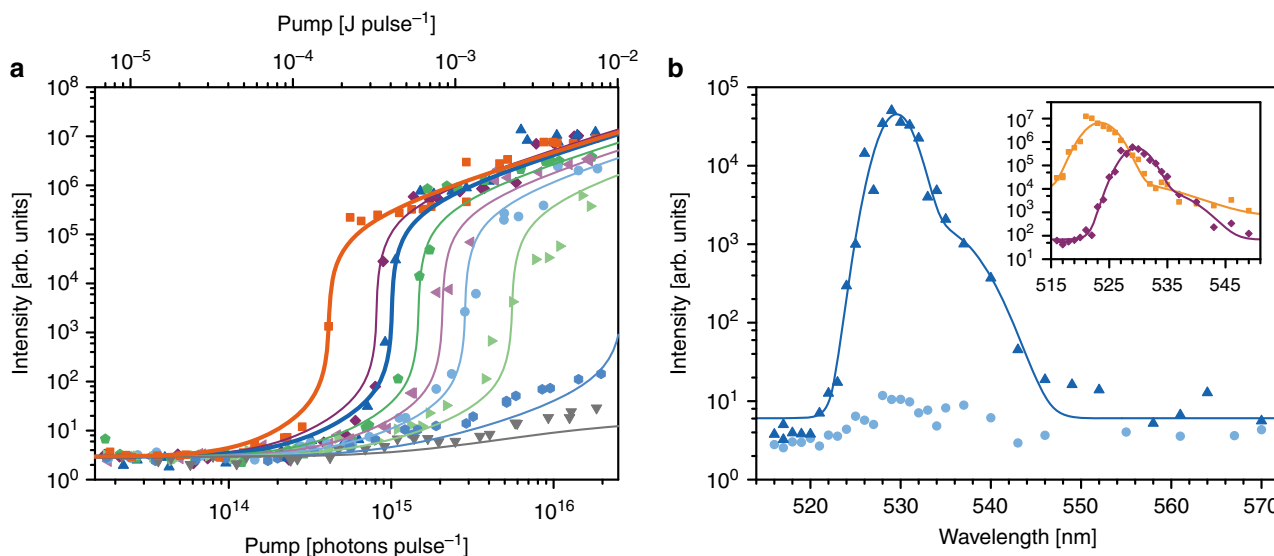 Pump [J pulse⁻¹]
10⁻⁵ 10⁻⁴ 10⁻³ 10⁻²
a
10⁸
10⁷
10⁶
10⁵
10⁴
10³
10²
10¹
10⁰
Intensity [arb. units]
10¹⁴ 10¹⁵ 10¹⁶
Pump [photons pulse⁻¹]
b
10⁵
10⁴
10³
10²
10¹
10⁰
Intensity [arb. units]
520 530 540 550 560 570
Wavelength [nm]
10⁷
10⁶
10⁵
10⁴
10³
10²
10¹
515 525 535 545